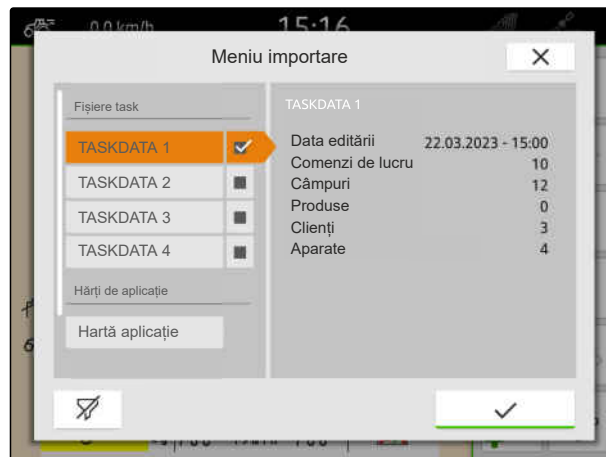 0.0 km/h
15:16
Meniu importare
Fișiere task
TASKDATA 1
TASKDATA 2
TASKDATA 3
TASKDATA 4
Hărți de aplicație
Hartă aplicație
TASKDATA 1
Data editării 22.03.2023 - 15:00
Comenzi de lucru 10
Câmpuri 12
Produse 0
Clienți 3
Aparate 4